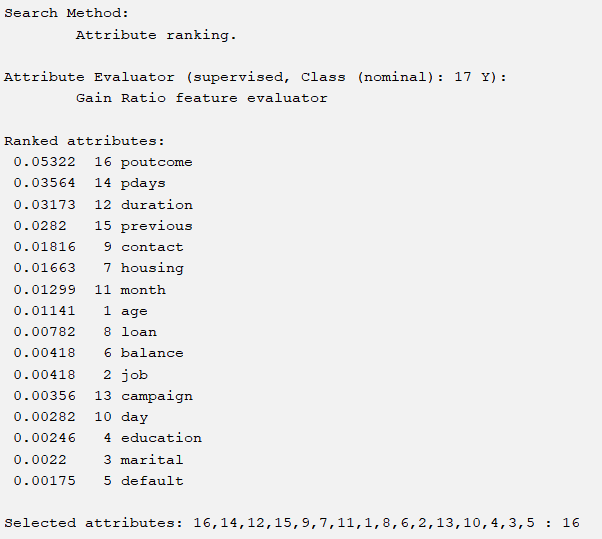 Search Method:
Attribute ranking.
Attribute Evaluator (supervised, Class (nominal): 17 Y):
Gain Ratio feature evaluator
Ranked attributes:
0.05322 16 poutcome
0.03564 14 pdays
0.03173 12 duration
0.0282 15 previous
0.01816 9 contact
0.01663 7 housing
0.01299 11 month
0.01141 1 age
0.00782 8 loan
0.00418 6 balance
0.00418 2 job
0.00356 13 campaign
0.00282 10 day
0.00246 4 education
0.0022 3 marital
0.00175 5 default
Selected attributes: 16,14,12,15,9,7,11,1,8,6,2,13,10,4,3,5 : 16